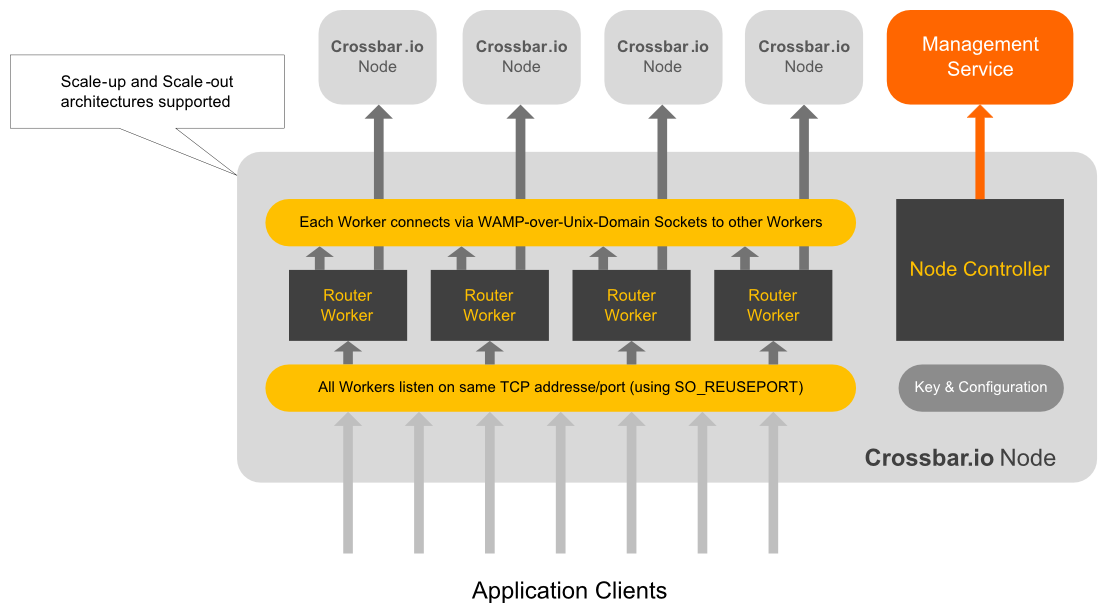 Crossbar.io
Node
Crossbar.io
Node
Crossbar.io
Node
Crossbar.io
Node
Management
Service
Scale-up and Scale-out
architectures supported
Each Worker connects via WAMP-over-Unix-Domain Sockets to other Workers
Node Controller
Router
Worker
Router
Worker
Router
Worker
Router
Worker
All Workers listen on same TCP addresse/port (using SO_REUSEPORT)
Key & Configuration
Crossbar.io Node
Application Clients